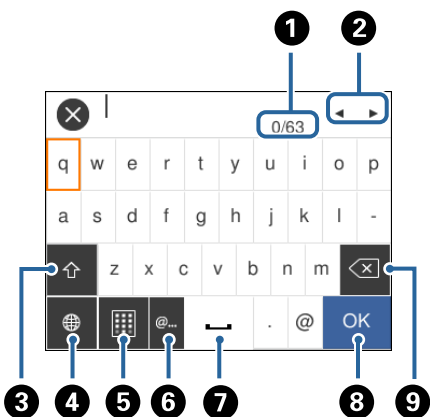 1 2
0/63
q w e r t y u i o p
a s d f g h j k l -
z x c v b n m
@... . @ OK
3 4 5 6 7 8 9